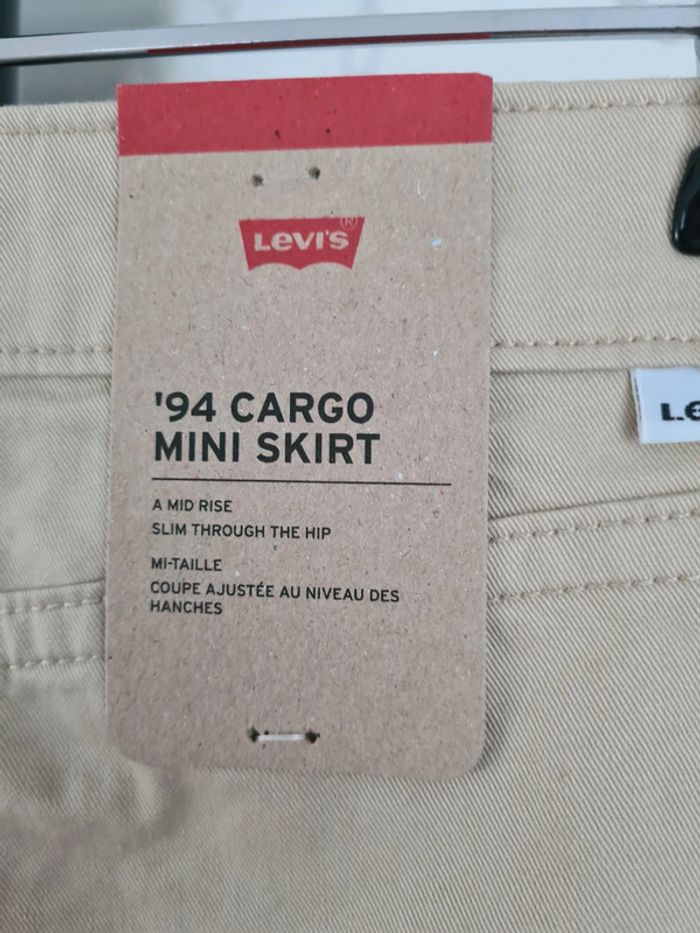 LEVI'S®
'94 CARGO
MINI SKIRT
A MID RISE
SLIM THROUGH THE HIP
MI-TAILLE
COUPE AJUSTÉE AU NIVEAU DES
HANCHES